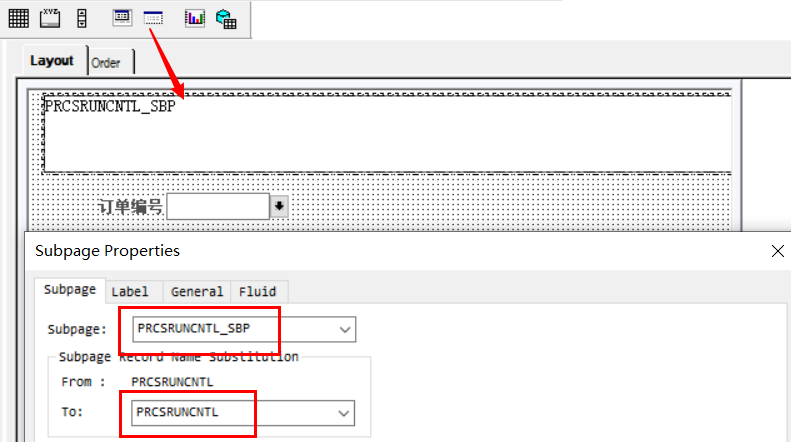 XYZ
Layout Order
PRCSRUNCNTL_SBP
订单编号
Subpage Properties
Subpage Label General Fluid
Subpage: PRCSRUNCNTL_SBP
Subpage Record Name Substitution
From : PRCSRUNCNTL
To: PRCSRUNCNTL